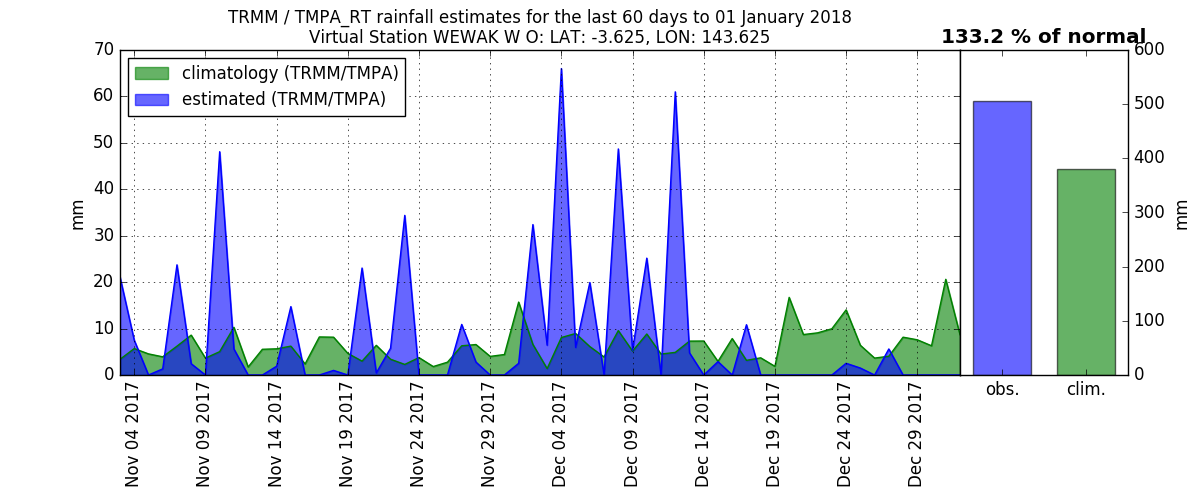 TRMM / TMPA_RT rainfall estimates for the last 60 days to 01 January 2018
Virtual Station WEWAK W O: LAT: -3.625, LON: 143.625
133.2 % of normal
climatology (TRMM/TMPA)
estimated (TRMM/TMPA)
70
60
50
40
30
20
10
0
mm
Nov 04 2017
Nov 09 2017
Nov 14 2017
Nov 19 2017
Nov 24 2017
Nov 29 2017
Dec 04 2017
Dec 09 2017
Dec 14 2017
Dec 19 2017
Dec 24 2017
Dec 29 2017
obs.
clim.
600
500
400
300
200
100
0
mm